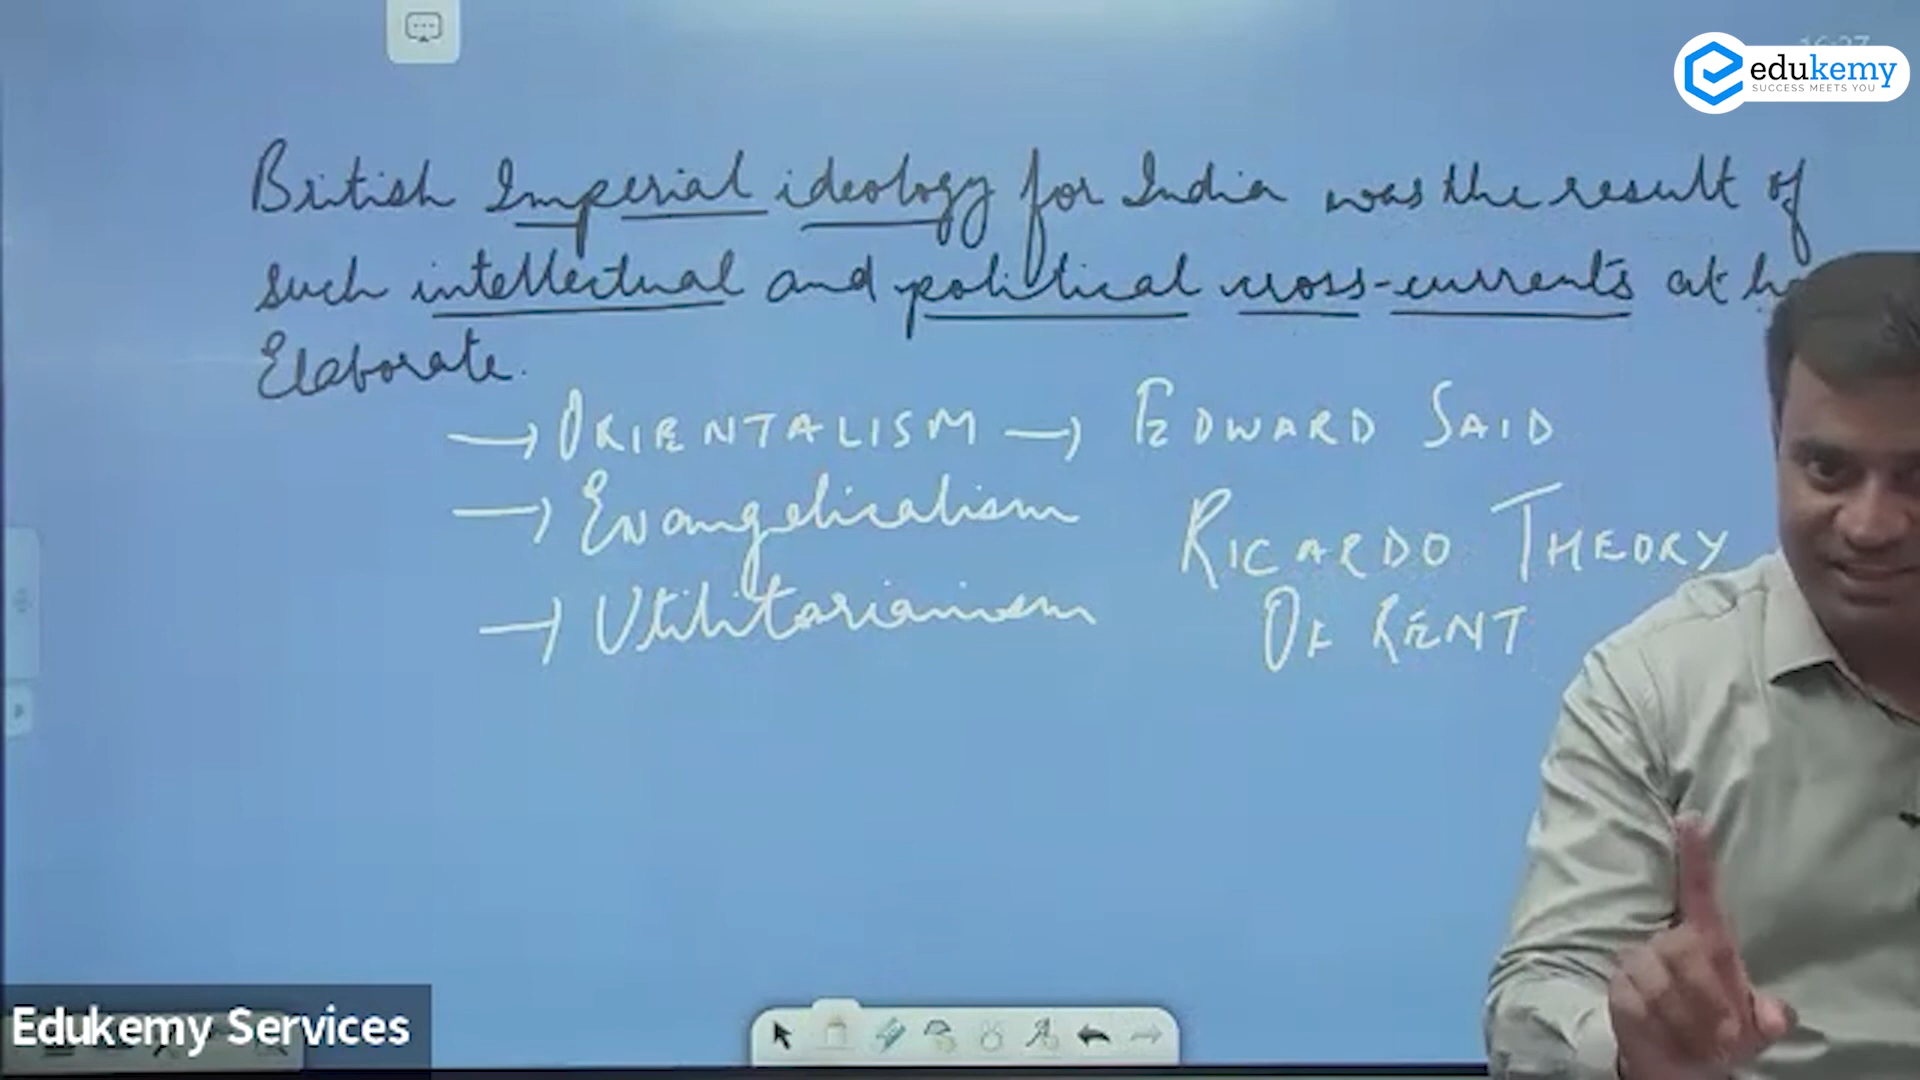 edukemy
SUCCESS MEETS YOU
British Imperial ideology for India was the result of
such intellectual and political cross-currents at
Elaborate.
→ ORIENTALISM → EDWARD SAID
→ Evangelicalism
RICARDO THEORY
OF RENT
→ Utilitarianism
Edukemy Services